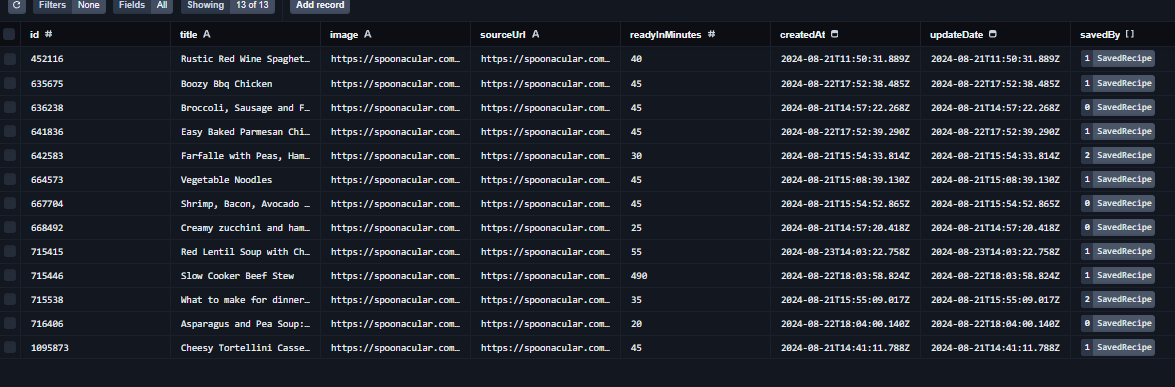 Filters None Fields All Showing 13 of 13 Add record
id # title A image A sourceUrl A readyInMinutes # createdAt updateDate savedBy []
452116 Rustic Red Wine Spaghet… https://spoonacular.com… https://spoonacular.com… 40 2024-08-21T11:50:31.889Z 2024-08-21T11:50:31.889Z 1 SavedRecipe
635675 Boozy Bbq Chicken https://spoonacular.com… https://spoonacular.com… 45 2024-08-22T17:52:38.485Z 2024-08-22T17:52:38.485Z 1 SavedRecipe
636238 Broccoli, Sausage and F… https://spoonacular.com… https://spoonacular.com… 45 2024-08-21T14:57:22.268Z 2024-08-21T14:57:22.268Z 0 SavedRecipe
641836 Easy Baked Parmesan Chi… https://spoonacular.com… https://spoonacular.com… 45 2024-08-22T17:52:39.290Z 2024-08-22T17:52:39.290Z 1 SavedRecipe
642583 Farfalle with Peas, Ham… https://spoonacular.com… https://spoonacular.com… 30 2024-08-21T15:54:33.814Z 2024-08-21T15:54:33.814Z 2 SavedRecipe
664573 Vegetable Noodles https://spoonacular.com… https://spoonacular.com… 45 2024-08-21T15:08:39.130Z 2024-08-21T15:08:39.130Z 1 SavedRecipe
667704 Shrimp, Bacon, Avocado … https://spoonacular.com… https://spoonacular.com… 45 2024-08-21T15:54:52.865Z 2024-08-21T15:54:52.865Z 0 SavedRecipe
668492 Creamy zucchini and ham… https://spoonacular.com… https://spoonacular.com… 25 2024-08-21T14:57:20.418Z 2024-08-21T14:57:20.418Z 0 SavedRecipe
715415 Red Lentil Soup with Ch… https://spoonacular.com… https://spoonacular.com… 55 2024-08-23T14:03:22.758Z 2024-08-23T14:03:22.758Z 1 SavedRecipe
715446 Slow Cooker Beef Stew https://spoonacular.com… https://spoonacular.com… 490 2024-08-22T18:03:58.824Z 2024-08-22T18:03:58.824Z 1 SavedRecipe
715538 What to make for dinner… https://spoonacular.com… https://spoonacular.com… 35 2024-08-21T15:55:09.017Z 2024-08-21T15:55:09.017Z 2 SavedRecipe
716406 Asparagus and Pea Soup:… https://spoonacular.com… https://spoonacular.com… 20 2024-08-22T18:04:00.140Z 2024-08-22T18:04:00.140Z 0 SavedRecipe
1095873 Cheesy Tortellini Casse… https://spoonacular.com… https://spoonacular.com… 45 2024-08-21T14:41:11.788Z 2024-08-21T14:41:11.788Z 1 SavedRecipe